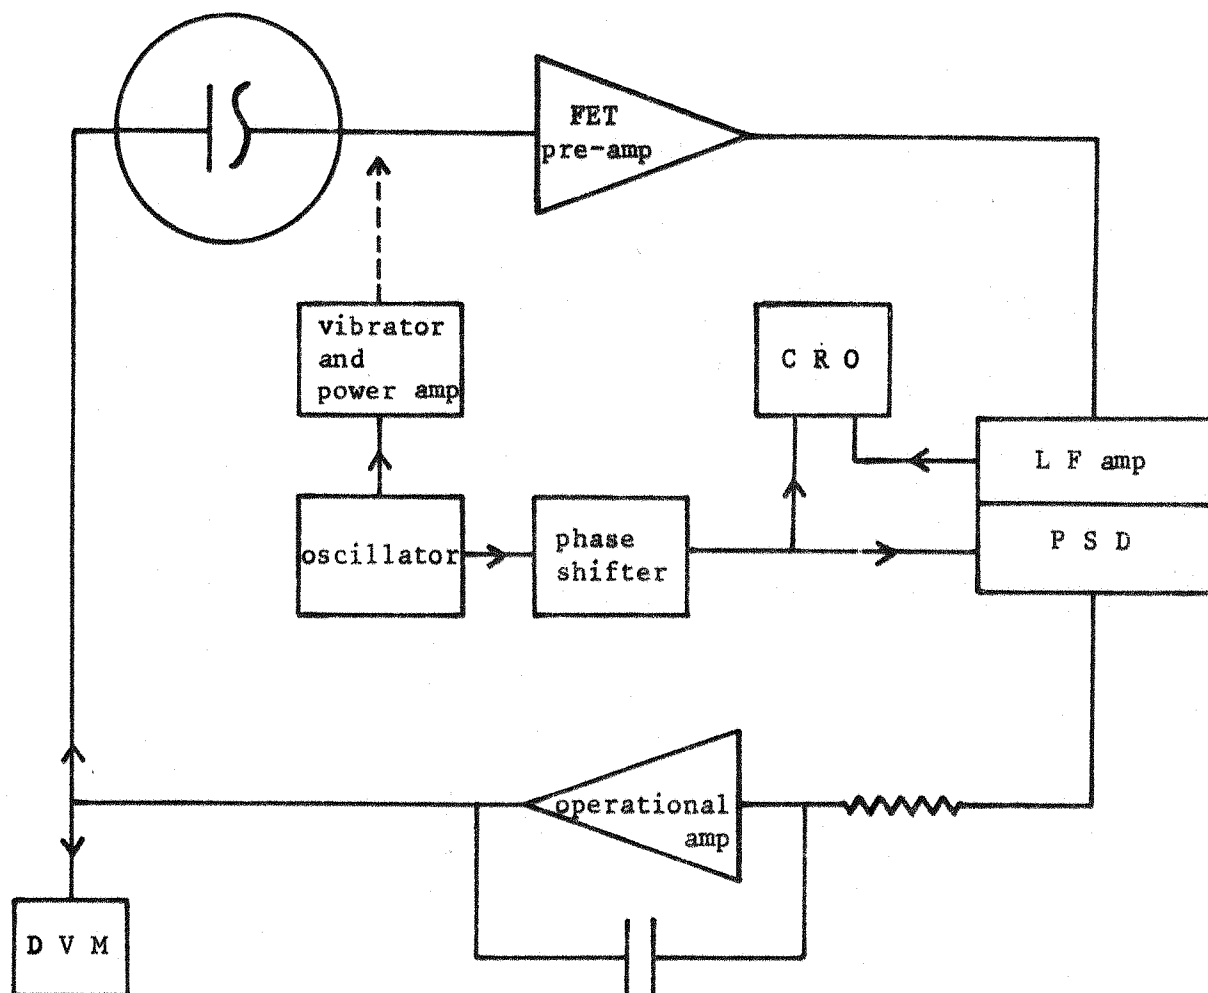 FET
pre-amp
vibrator
and
power amp
C R O
L F amp
oscillator
phase
shifter
P S D
operational
amp
D V M